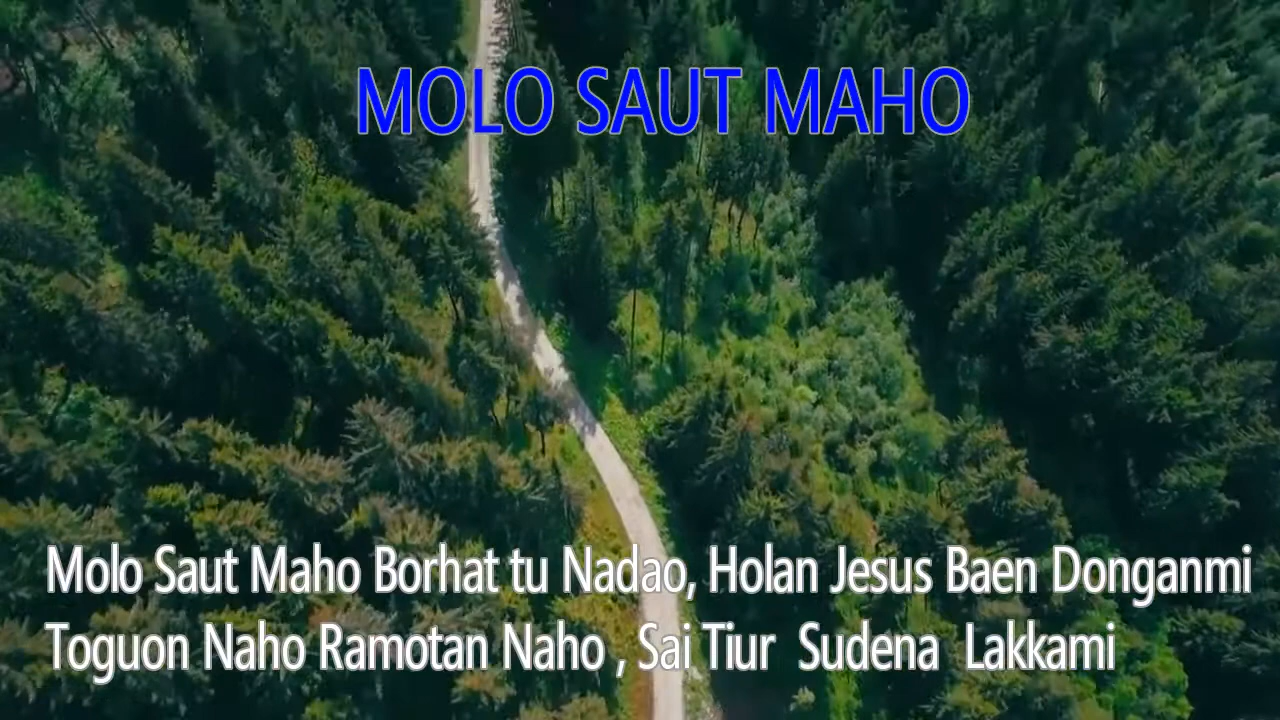 MOLO SAUT MAHO
Molo Saut Maho Borhat tu Nadao, Holan Jesus Baen Donganmi
Toguon Naho Ramotan Naho , Sai Tiur Sudena Lakkami